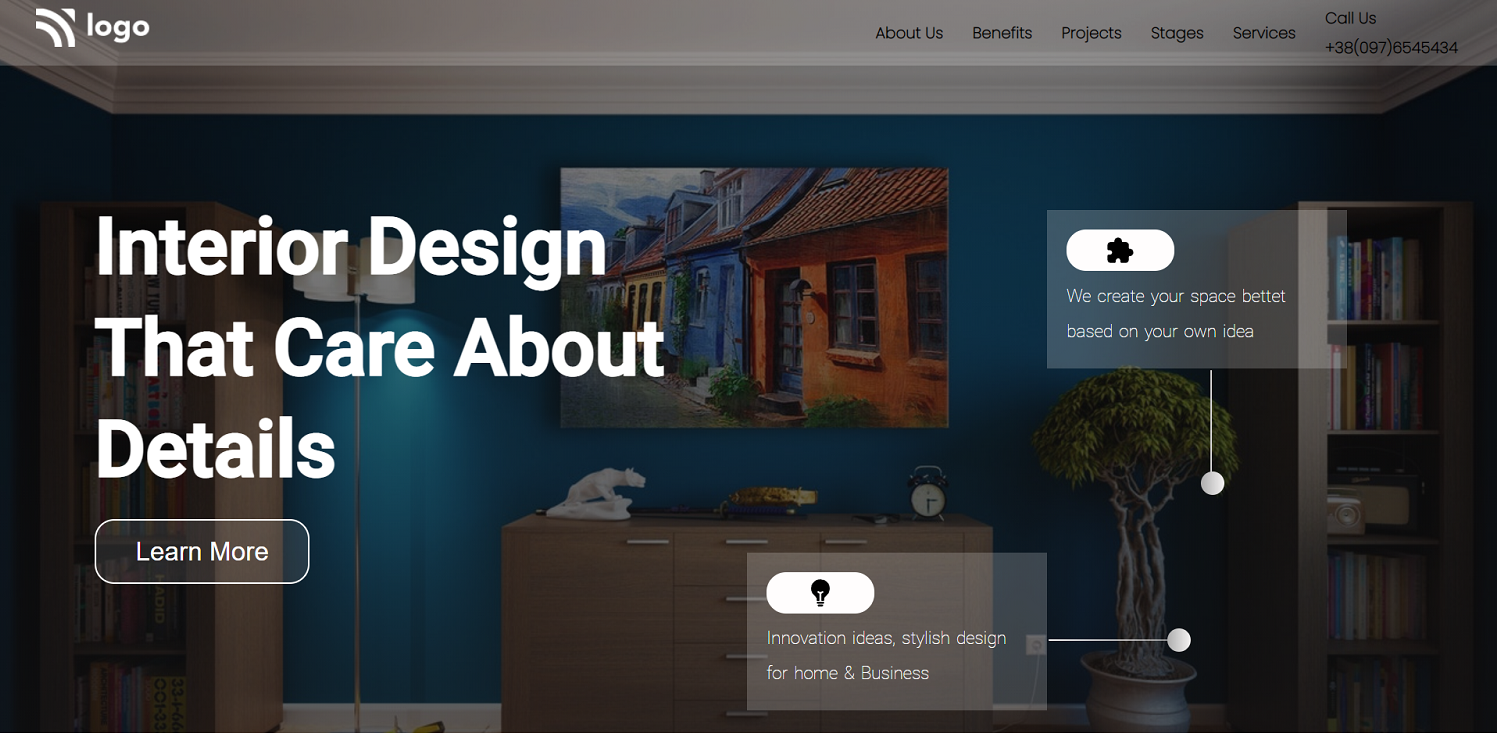 logo
About Us
Benefits
Projects
Stages
Services
Call Us
+38(097)6545434
Interior Design
That Care About
Details
Learn More
We create your space bettet
based on your own idea
Innovation ideas, stylish design
for home & Business